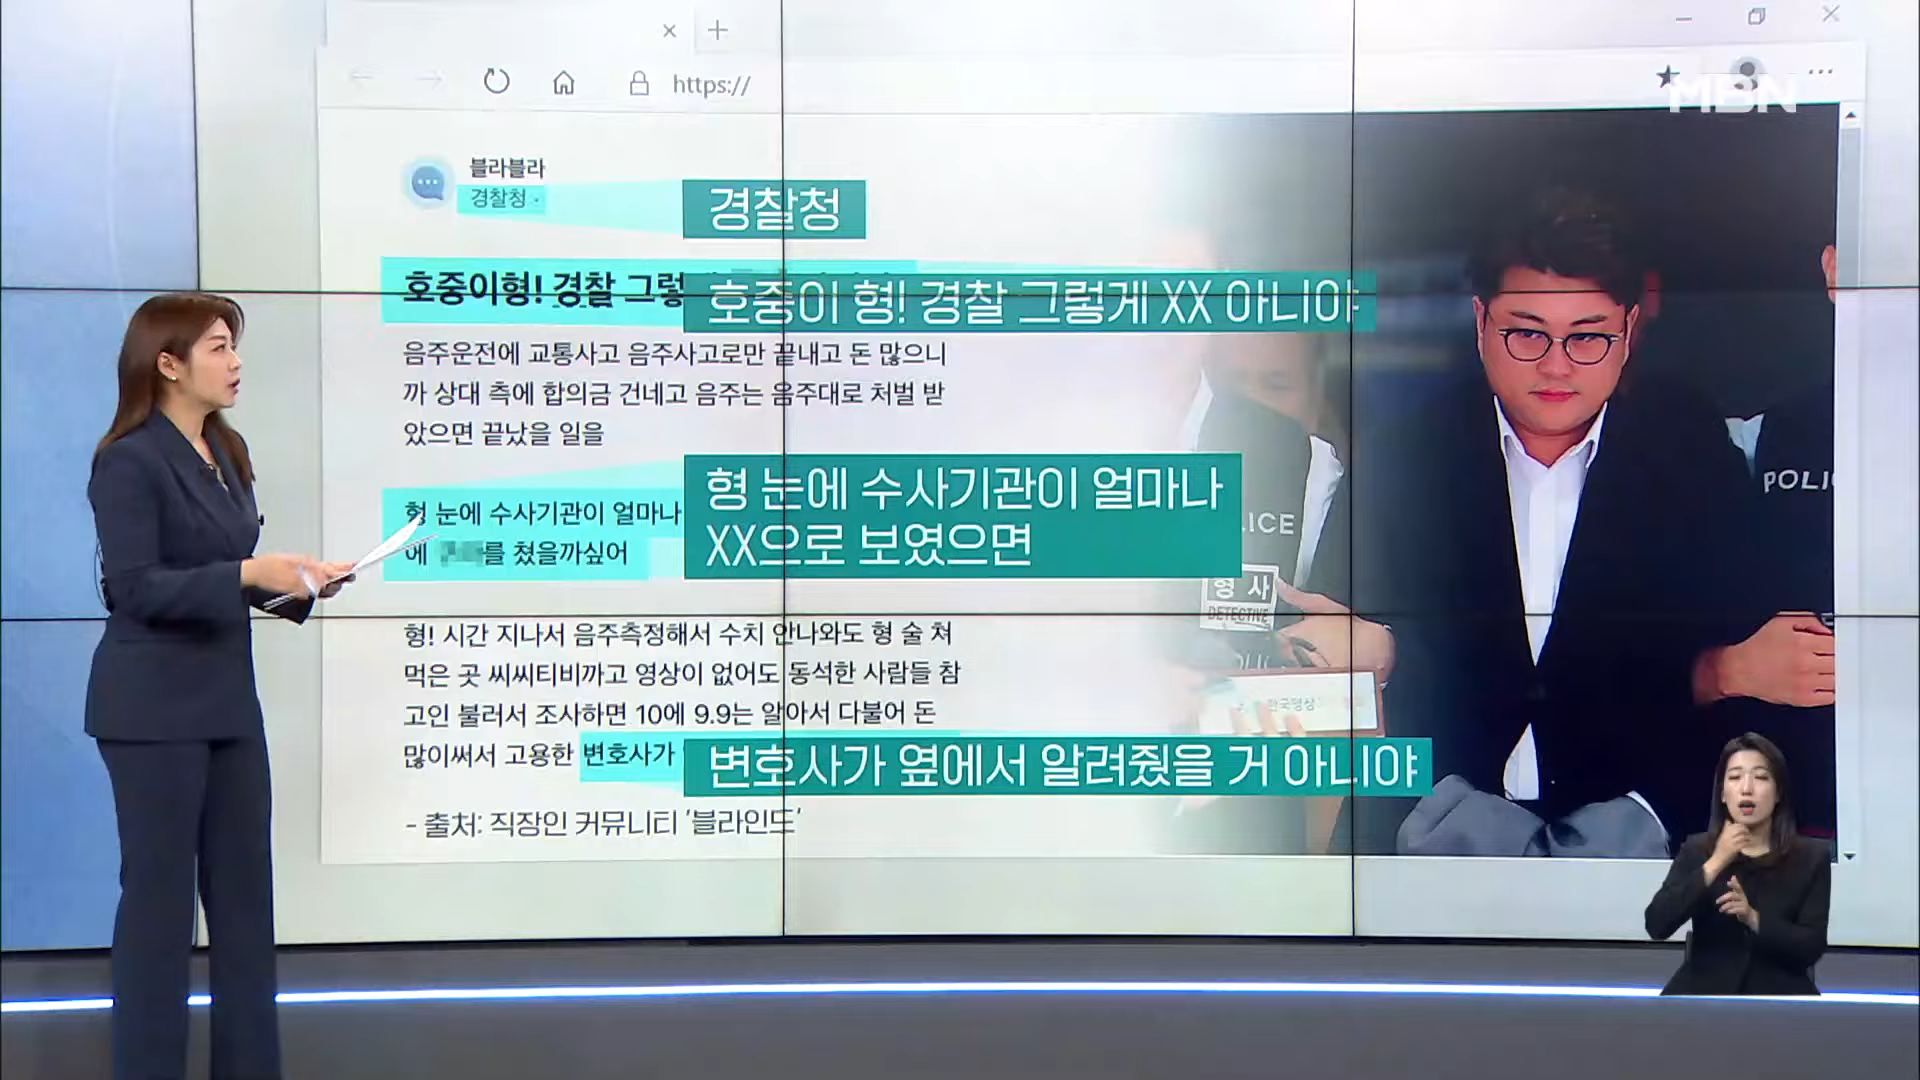 https://
MBN
블라블라
경찰청 ·
경찰청
호중이형! 경찰 그렇
호중이 형! 경찰 그렇게 XX 아니야
음주운전에 교통사고 음주사고로만 끝내고 돈 많으니
까 상대 측에 합의금 건네고 음주는 음주대로 처벌 받
았으면 끝났을 일을
형 눈에 수사기관이 얼마나
에 를 쳤을까싶어
형 눈에 수사기관이 얼마나
XX으로 보였으면
POLI
LICE
형사
DETECTIVE
형! 시간 지나서 음주측정해서 수치 안나와도 형 술 쳐
먹은 곳 씨씨티비까고 영상이 없어도 동석한 사람들 참
고인 불러서 조사하면 10에 9.9는 알아서 다불어 돈
많이써서 고용한 변호사가
변호사가 옆에서 알려줬을 거 아니야
한국영상
- 출처: 직장인 커뮤니티 '블라인드'